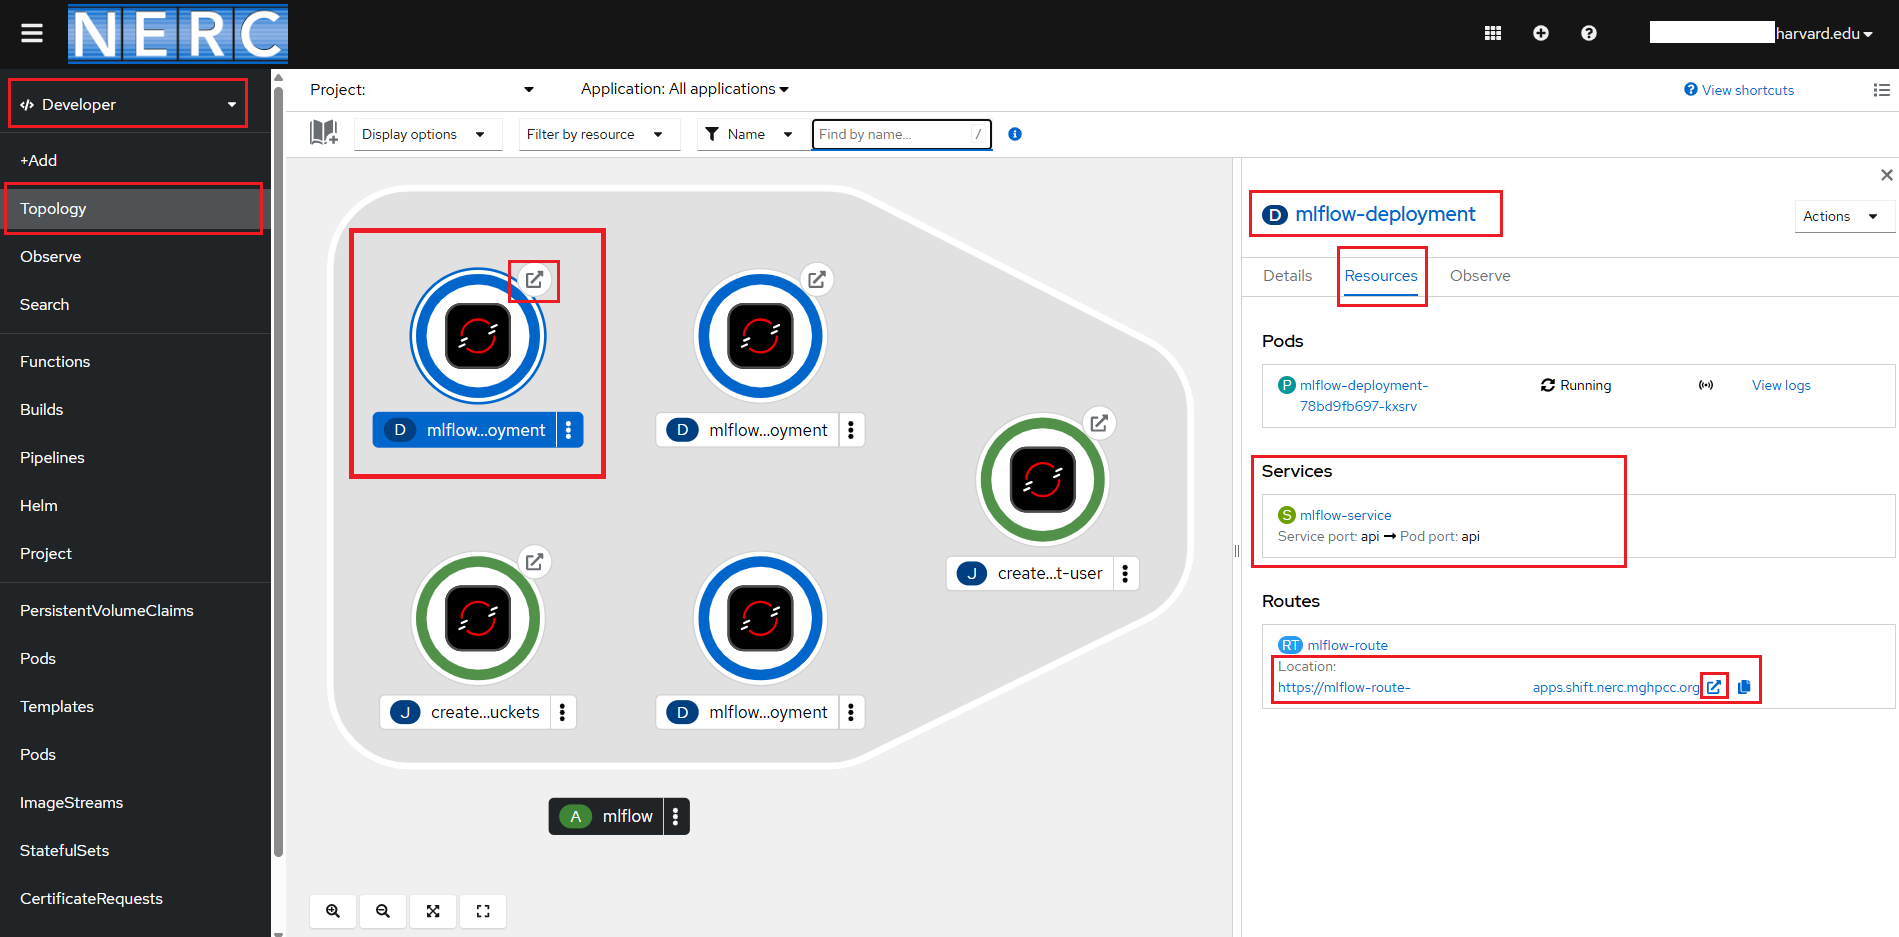 NERC
harvard.edu
Developer
+Add
Topology
Observe
Search
Functions
Builds
Pipelines
Helm
Project
PersistentVolumeClaims
Pods
Templates
Pods
ImageStreams
StatefulSets
CertificateRequests
Project:
Application: All applications
View shortcuts
Display options
Filter by resource
Name
Find by name...
/
D mlflow...oyment
D mlflow...oyment
J create...t-user
J create...uckets
D mlflow...oyment
A mlflow
D mlflow-deployment
Actions
Details
Resources
Observe
Pods
P mlflow-deployment-
78bd9fb697-kxsrv
Running
View logs
Services
S mlflow-service
Service port: api → Pod port: api
Routes
RT mlflow-route
Location:
https://mlflow-route- apps.shift.nerc.mghpcc.org